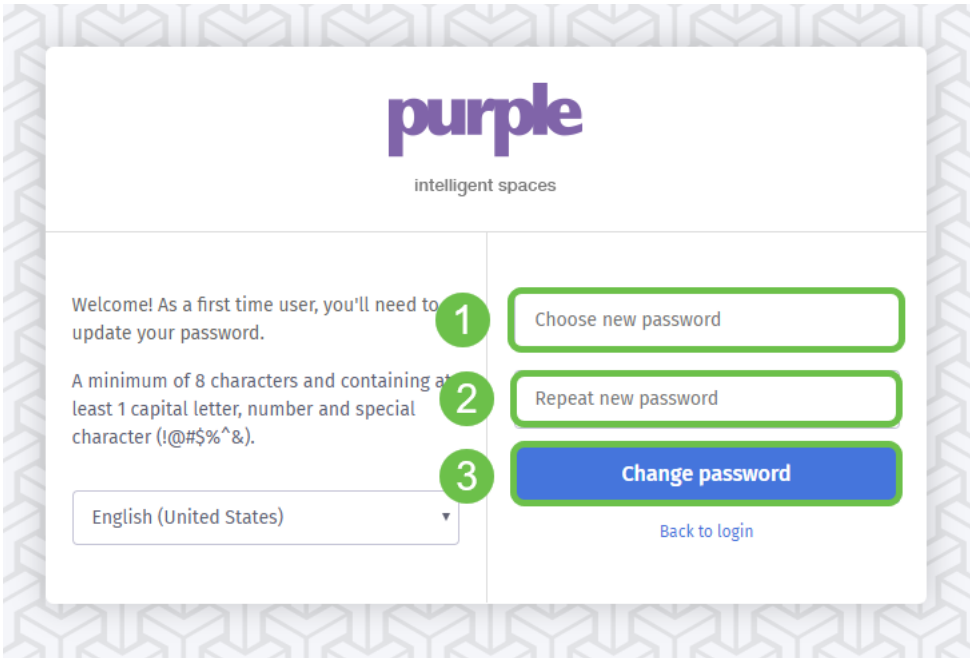 purple
intelligent spaces
Welcome! As a first time user, you'll need to
update your password.
A minimum of 8 characters and containing at
least 1 capital letter, number and special
character (!@#$%^&).
English (United States)
1
Choose new password
2
Repeat new password
3
Change password
Back to login